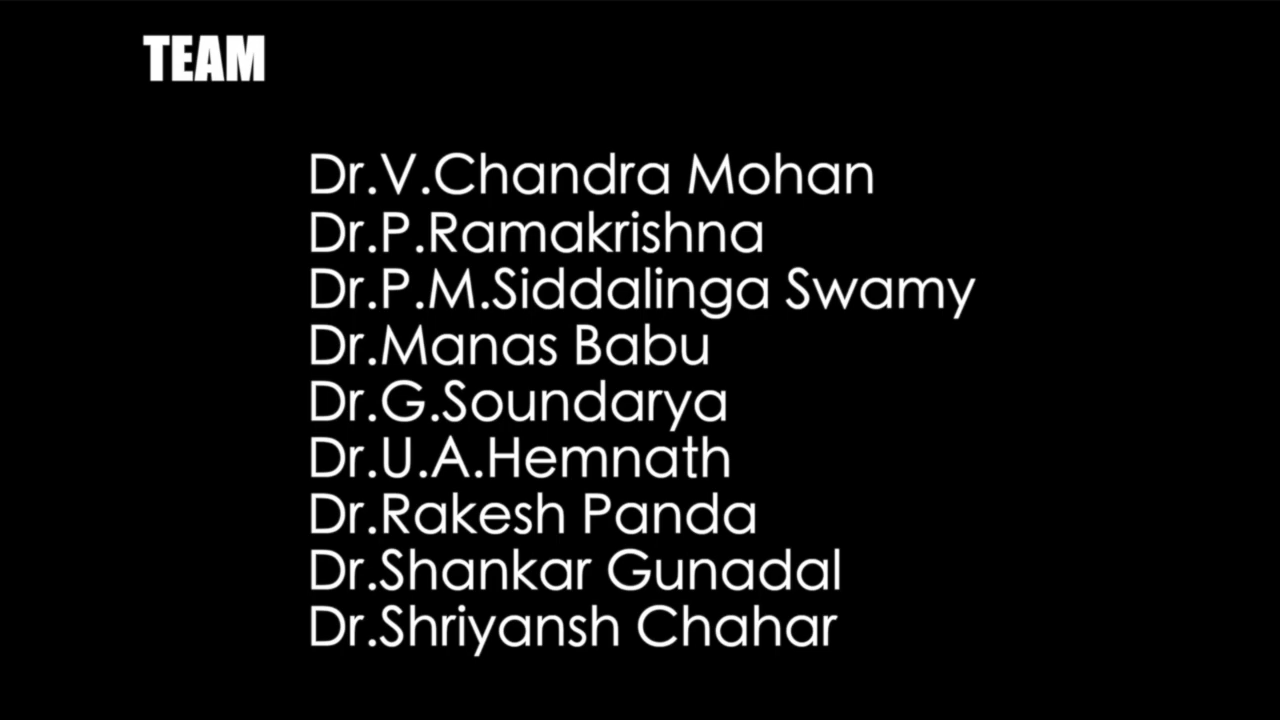 TEAM
Dr.V.Chandra Mohan
Dr.P.Ramakrishna
Dr.P.M.Siddalinga Swamy
Dr.Manas Babu
Dr.G.Soundarya
Dr.U.A.Hemnath
Dr.Rakesh Panda
Dr.Shankar Gunadal
Dr.Shriyansh Chahar